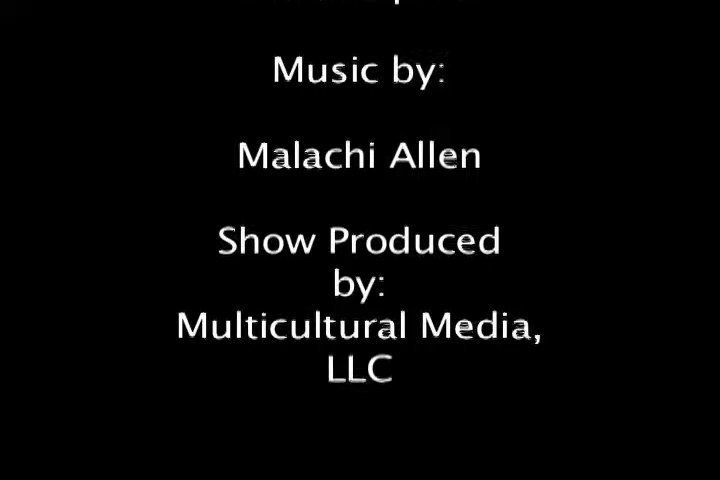 Music by:
Malachi Allen
Show Produced
by:
Multicultural Media,
LLC